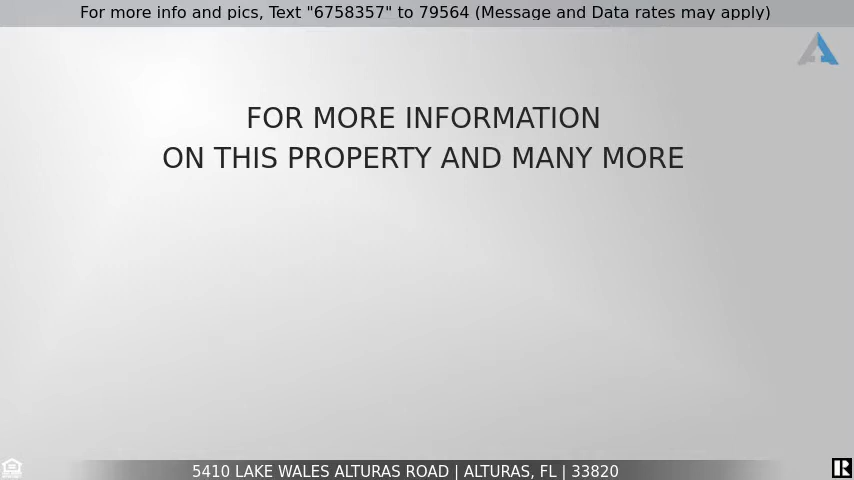 For more info and pics, Text "6758357" to 79564 (Message and Data rates may apply)
FOR MORE INFORMATION
ON THIS PROPERTY AND MANY MORE
5410 LAKE WALES ALTURAS ROAD | ALTURAS, FL | 33820